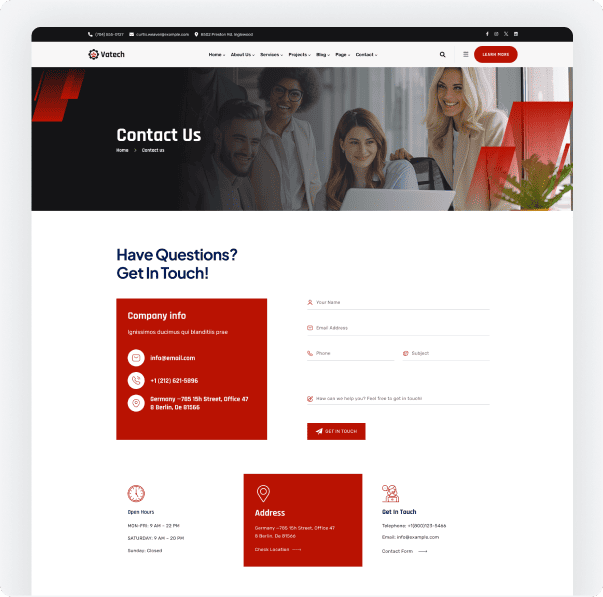 (704) 555-0127 curtis.weaver@example.com 6502 Preston Rd. Inglewood
Vatech Home About Us Services Projects Blog Page Contact LEARN MORE
Contact Us
Home > Contact us
Have Questions?
Get In Touch!
Company info
Ignissimos ducimus qui blanditiis prae
info@email.com
+1 (212) 621-5896
Germany —785 15h Street, Office 47
8 Berlin, De 81566
Your Name
Email Address
Phone Subject
How can we help you? Feel free to get in touch!
GET IN TOUCH
Open Hours
MON-FRI: 9 AM – 22 PM
SATURDAY: 9 AM – 20 PM
Sunday: Closed
Address
Germany —785 15h Street, Office 47
8 Berlin, De 81566
Check Location
Get In Touch
Telephone: +1(800)123-5466
Email: info@example.com
Contact Form